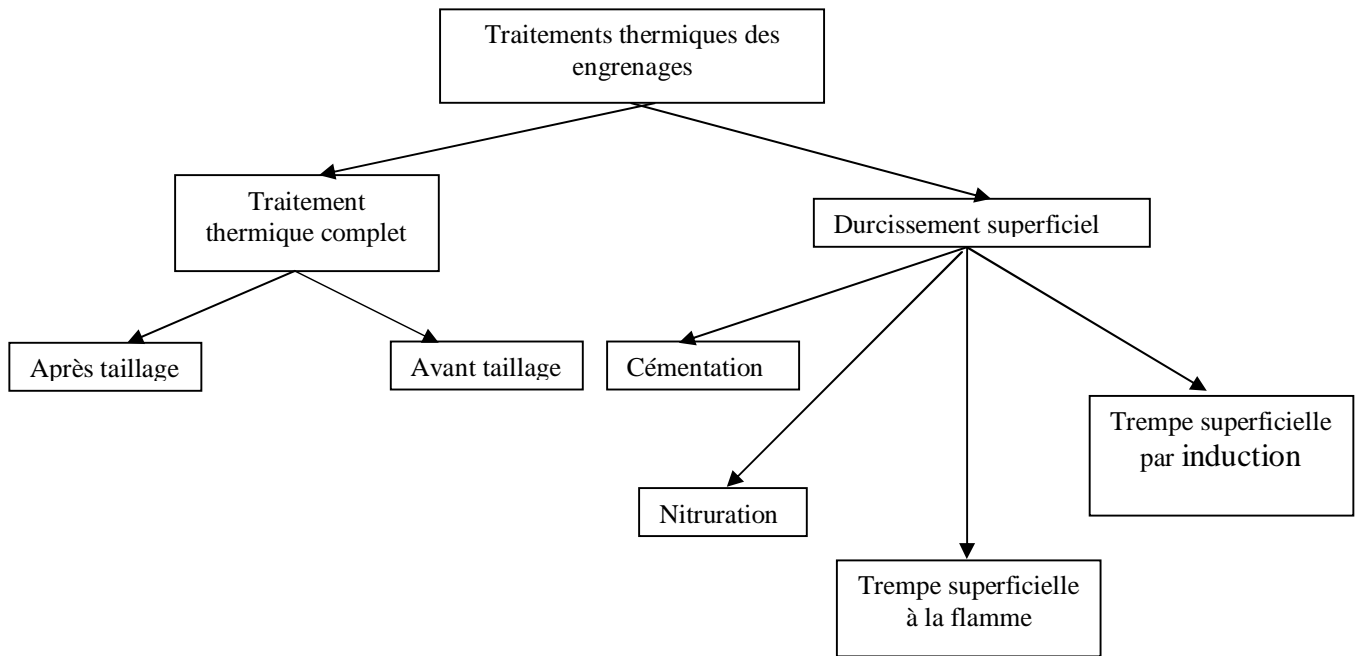 Traitements thermiques des
engrenages
Traitement
thermique complet
Durcissement superficiel
Après taillage
Avant taillage
Cémentation
Trempe superficielle
par induction
Nitruration
Trempe superficielle
à la flamme